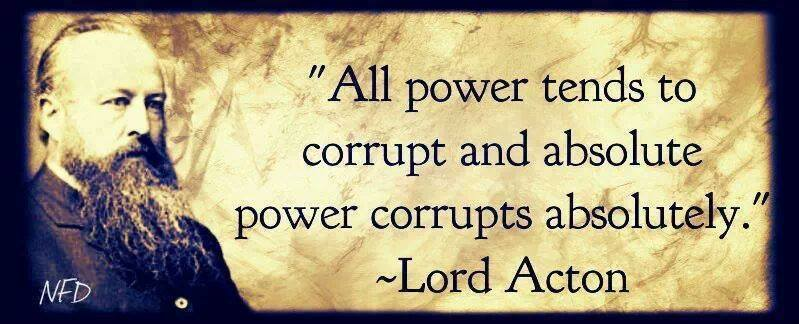 "All power tends to
corrupt and absolute
power corrupts absolutely."
~Lord Acton
NFD